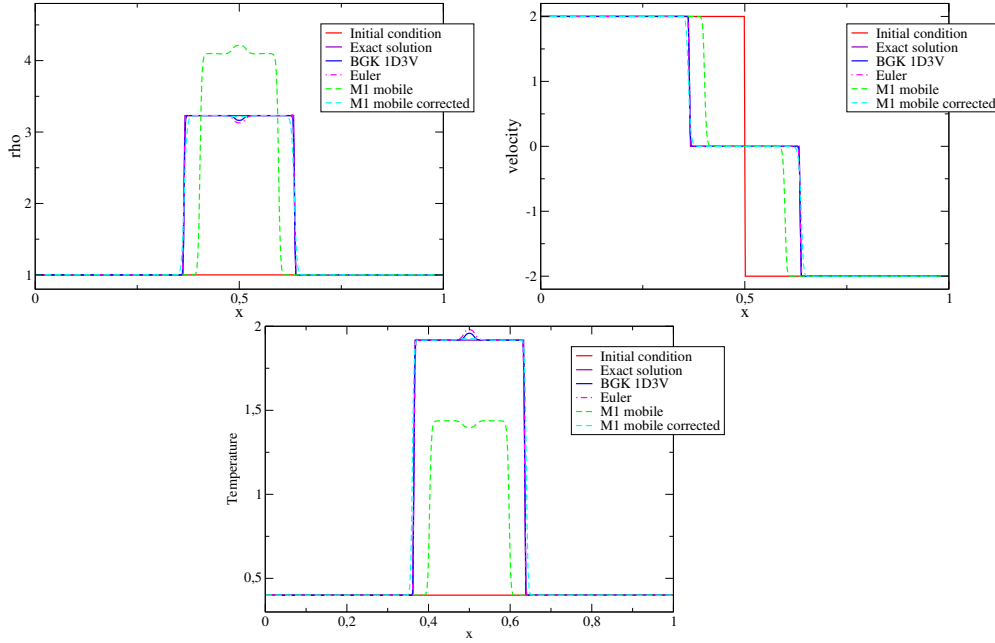 Initial condition
Exact solution
BGK 1D3V
Euler
M1 mobile
M1 mobile corrected
4
3
2
1
rho
0
0,5
1
x
Initial condition
Exact solution
BGK 1D3V
Euler
M1 mobile
M1 mobile corrected
2
1
0
-1
-2
velocity
0
0,5
1
x
Initial condition
Exact solution
BGK 1D3V
Euler
M1 mobile
M1 mobile corrected
2
1,5
1
0,5
Temperature
0
0,2
0,4
0,6
0,8
1
x